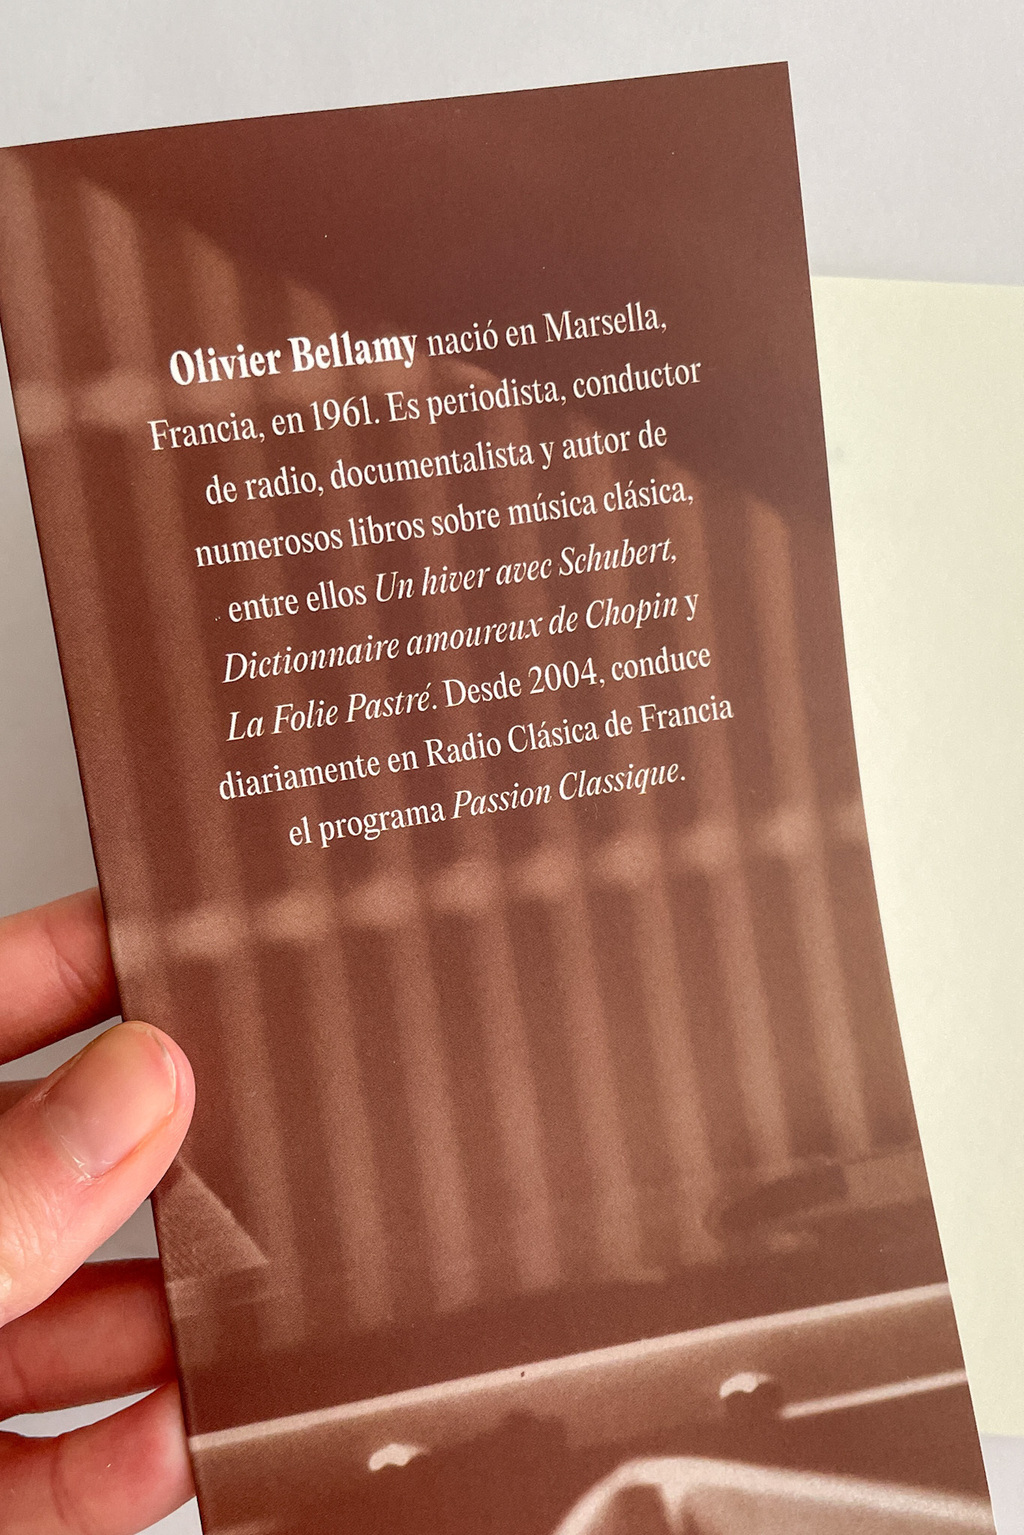 Olivier Bellamy nació en Marsella,
Francia, en 1961. Es periodista, conductor
de radio, documentalista y autor de
numerosos libros sobre música clásica,
entre ellos Un hiver avec Schubert,
Dictionnaire amoureux de Chopin y
La Folie Pastré. Desde 2004, conduce
diariamente en Radio Clásica de Francia
el programa Passion Classique.